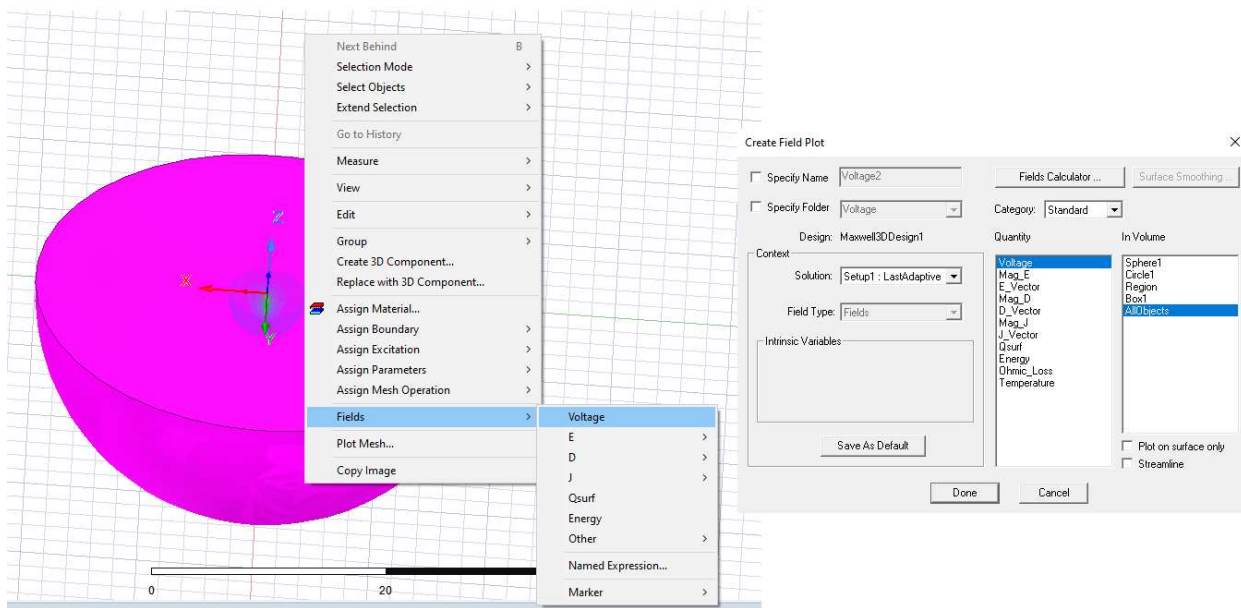 Next Behind B
Selection Mode >
Select Objects >
Extend Selection >
Go to History
Measure >
View >
Edit >
Group >
Create 3D Component...
Replace with 3D Component...
Assign Material...
Assign Boundary >
Assign Excitation >
Assign Parameters >
Assign Mesh Operation >
Fields >
Plot Mesh...
Copy Image
Voltage
E >
D >
J >
Qsurf
Energy
Other >
Named Expression...
Marker >
Z
X
Y
0
20
Create Field Plot
Specify Name Voltage2
Fields Calculator ...
Surface Smoothing ...
Specify Folder Voltage
Category: Standard
Design: Maxwell3DDesign1
Context
Solution: Setup1 : LastAdaptive
Field Type: Fields
Intrinsic Variables
Save As Default
Quantity
Voltage
Mag_E
E_Vector
Mag_D
D_Vector
Mag_J
J_Vector
Qsurf
Energy
Ohmic_Loss
Temperature
In Volume
Sphere1
Circle1
Region
Box1
AllObjects
Plot on surface only
Streamline
Done
Cancel